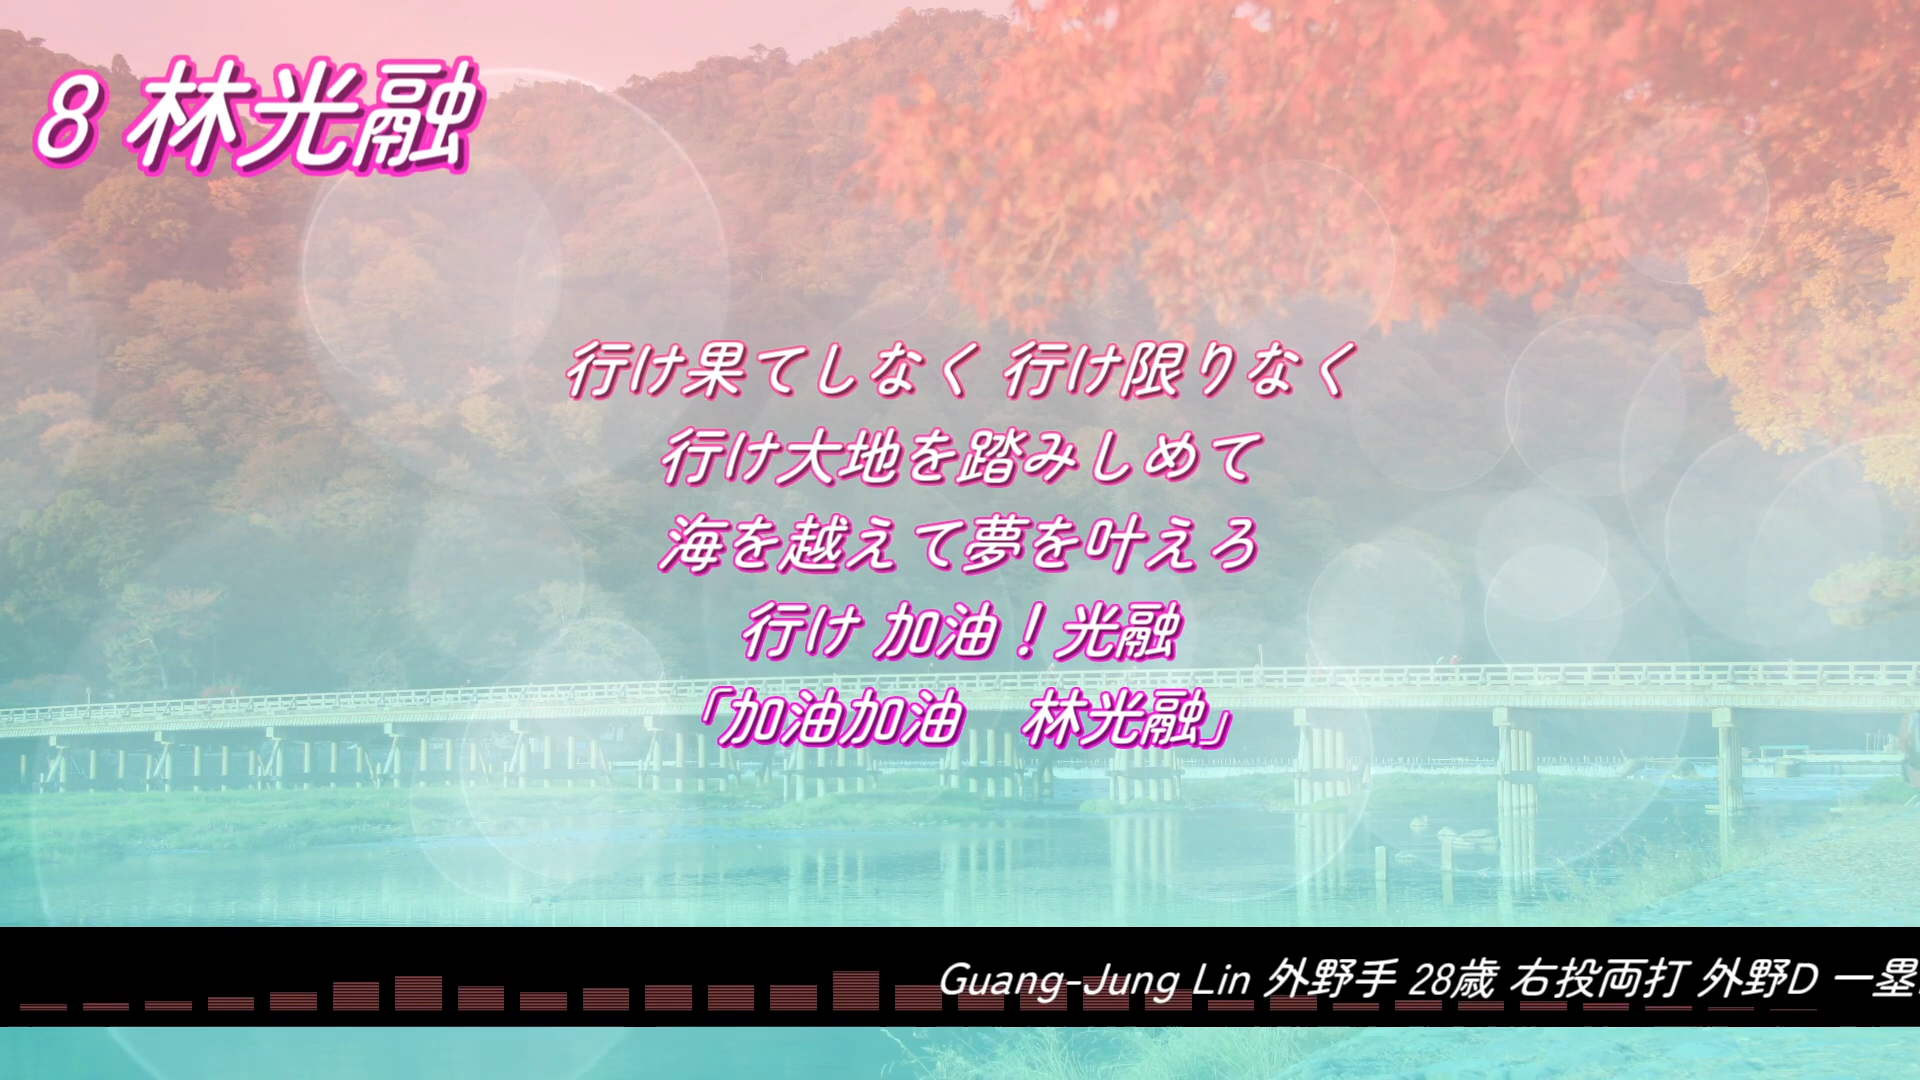 8 林光融
行け果てしなく 行け限りなく
行け大地を踏みしめて
海を越えて夢を叶えろ
行け 加油！光融
「加油加油　林光融」
Guang-Jung Lin 外野手 28歳 右投両打 外野D 一塁